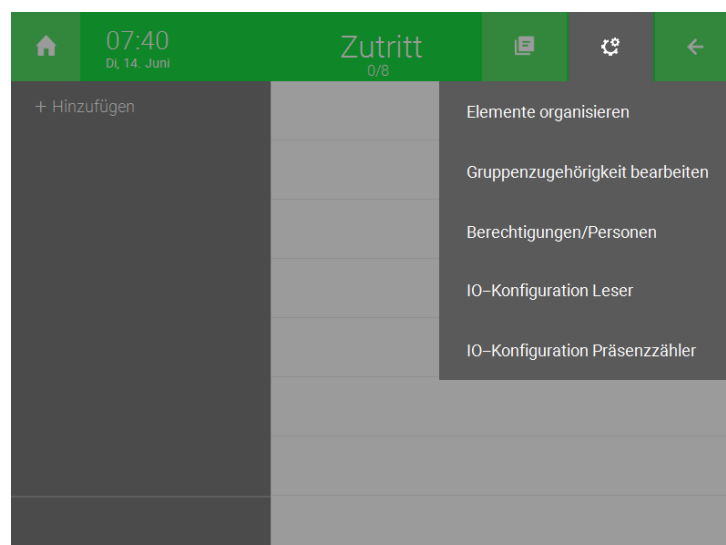 07:40
Di, 14. Juni
Zutritt
0/8
+ Hinzufügen
Elemente organisieren
Gruppenzugehörigkeit bearbeiten
Berechtigungen/Personen
IO–Konfiguration Leser
IO–Konfiguration Präsenzzähler